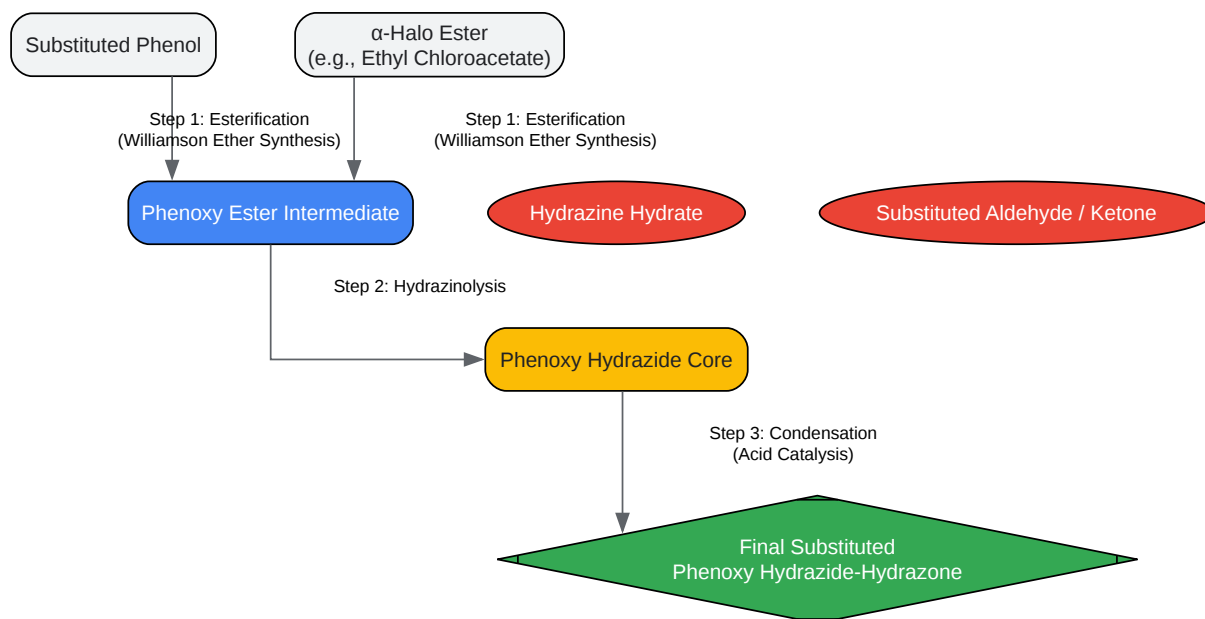 Substituted Phenol
α-Halo Ester
(e.g., Ethyl Chloroacetate)
Step 1: Esterification
(Williamson Ether Synthesis)
Step 1: Esterification
(Williamson Ether Synthesis)
Phenoxy Ester Intermediate
Hydrazine Hydrate
Substituted Aldehyde / Ketone
Step 2: Hydrazinolysis
Phenoxy Hydrazide Core
Step 3: Condensation
(Acid Catalysis)
Final Substituted
Phenoxy Hydrazide-Hydrazone